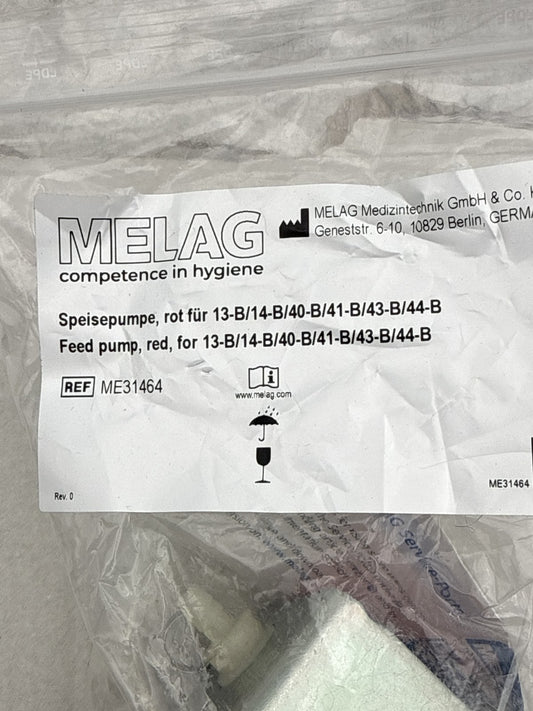 MELAG
competence in hygiene
MELAG Medizintechnik GmbH & Co.
Geneststr. 6-10, 10829 Berlin,
Speisepumpe, rot für 13-B/14-B/40-B/41-B/43-B/44-B
Feed pump, red, for 13-B/14-B/40-B/41-B/43-B/44-B
REF ME31464
www.melag.com
Rev. 0
ME31464